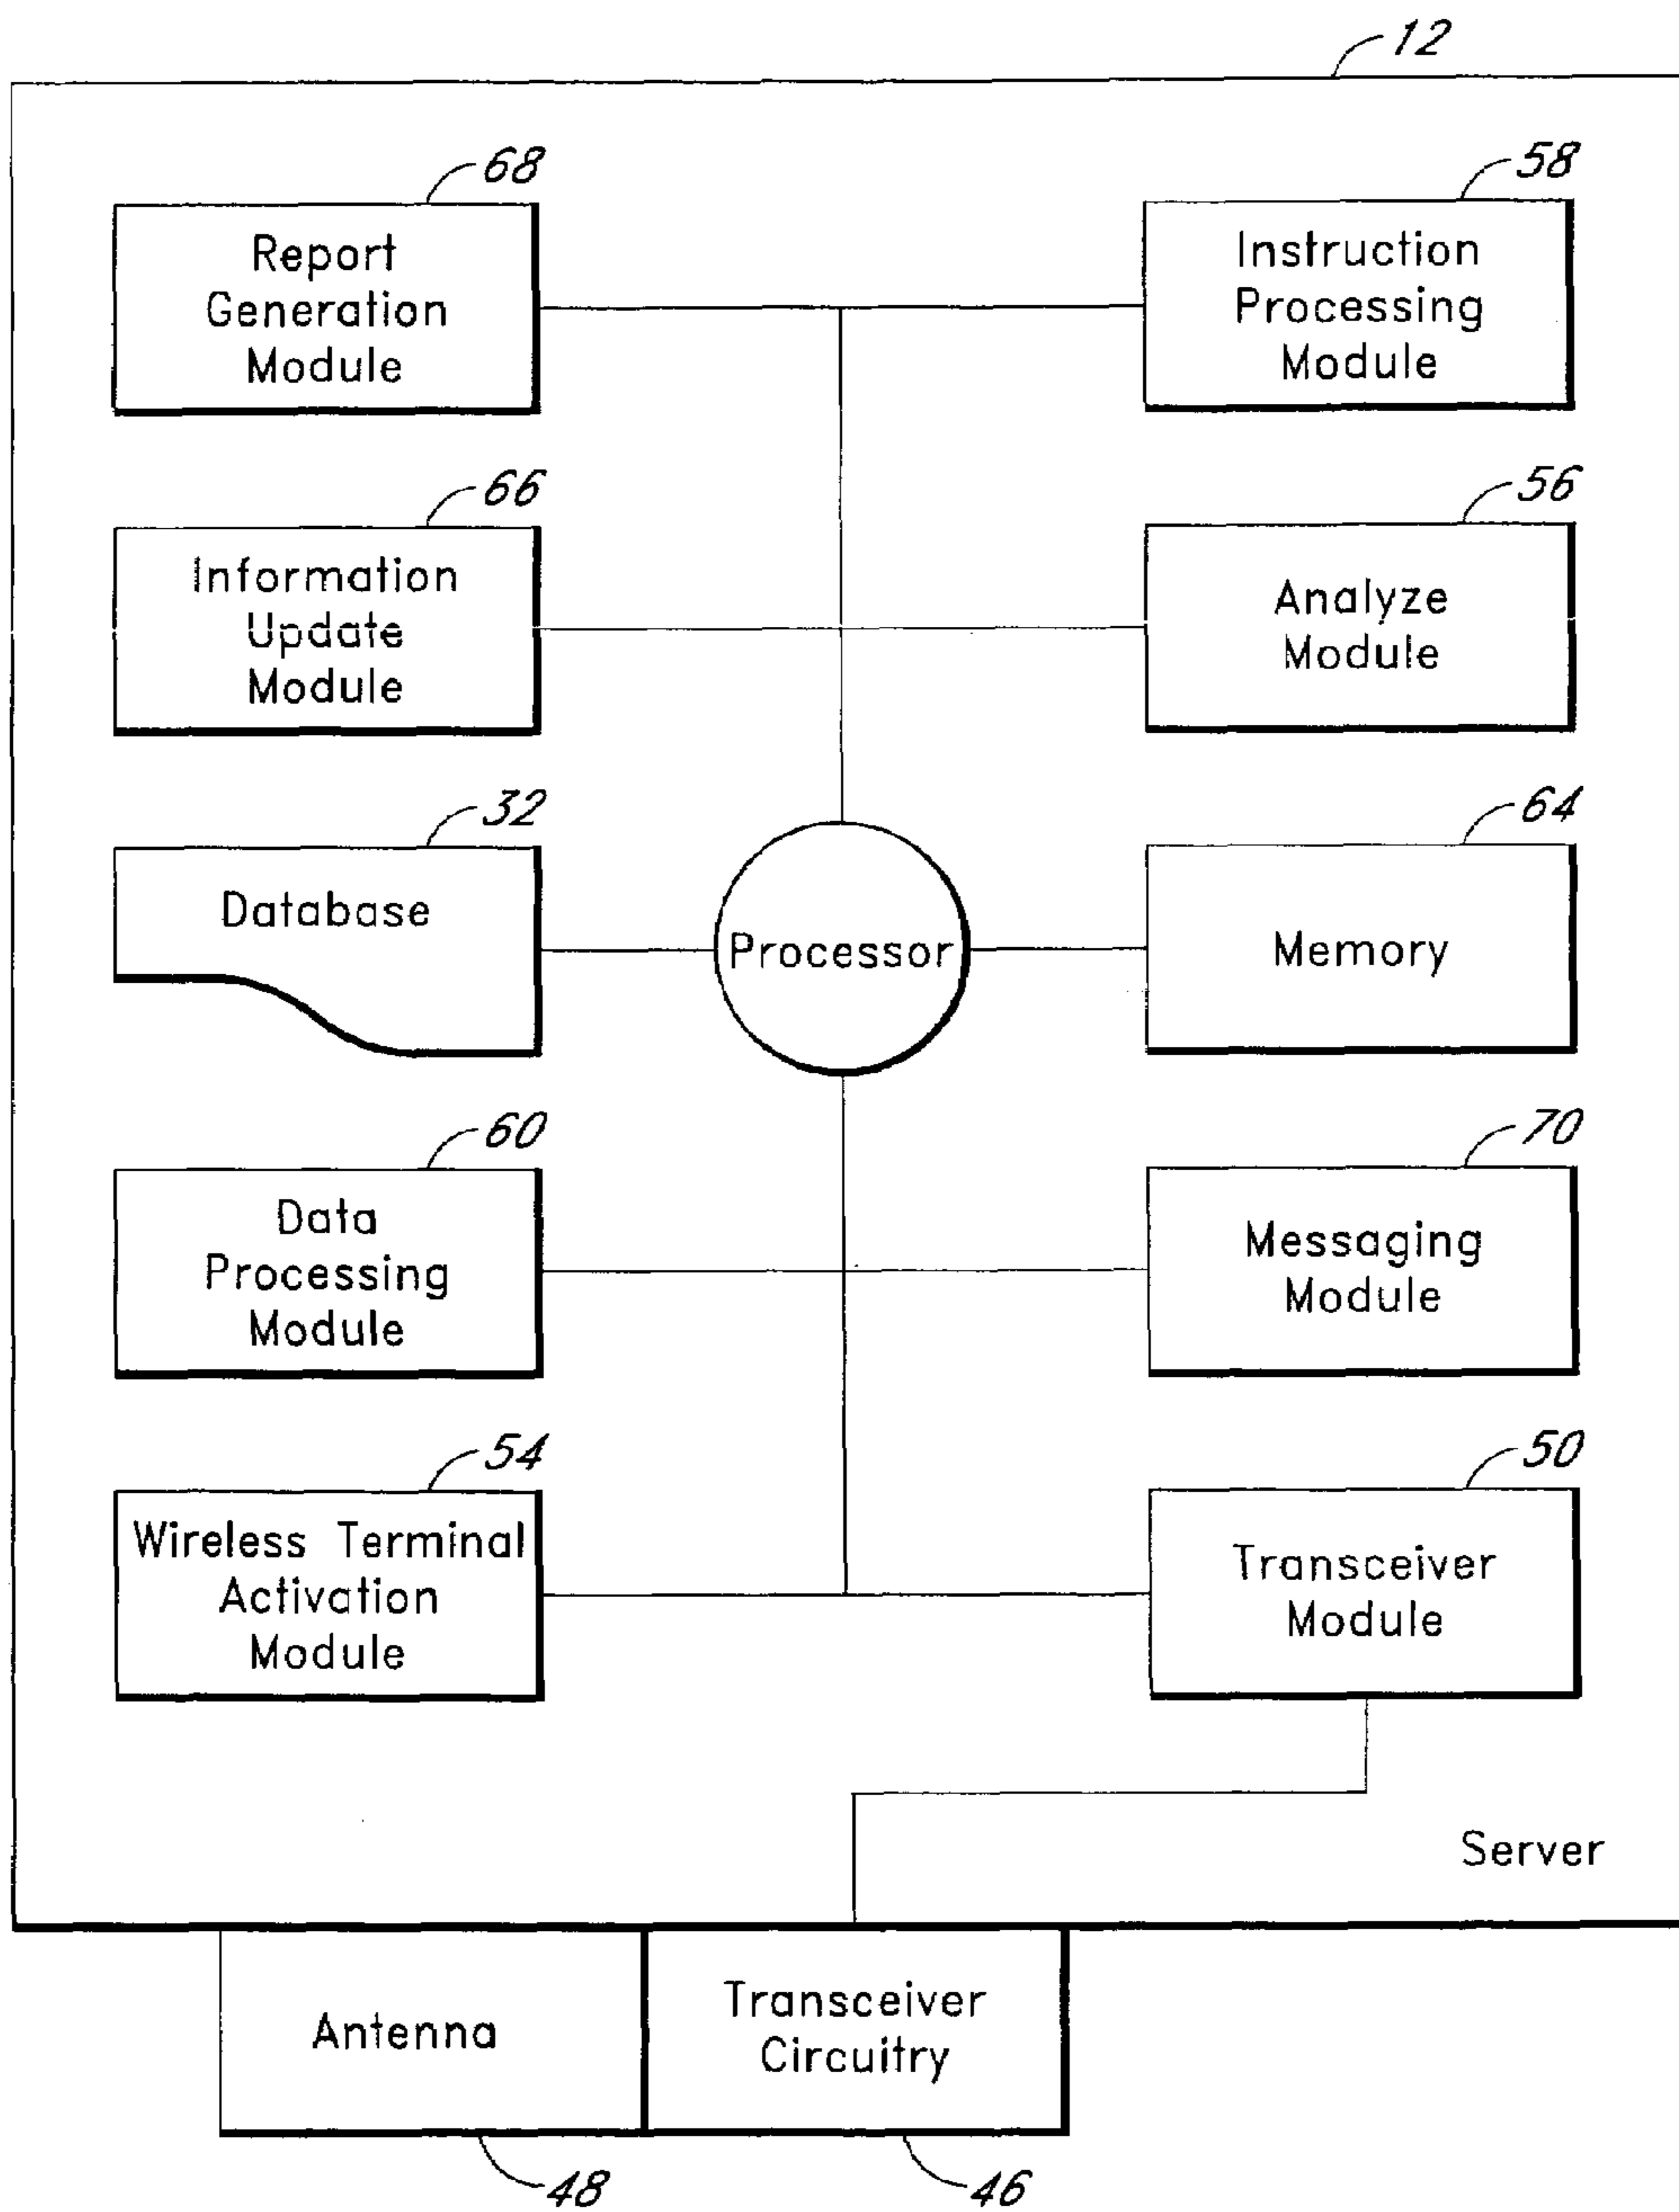 12
68
Report
Generation
Module
58
Instruction
Processing
Module
66
Information
Update
Module
56
Analyze
Module
32
Database
Processor
64
Memory
60
Data
Processing
Module
70
Messaging
Module
54
Wireless Terminal
Activation
Module
50
Transceiver
Module
Server
Antenna
Transceiver
Circuitry
48
46